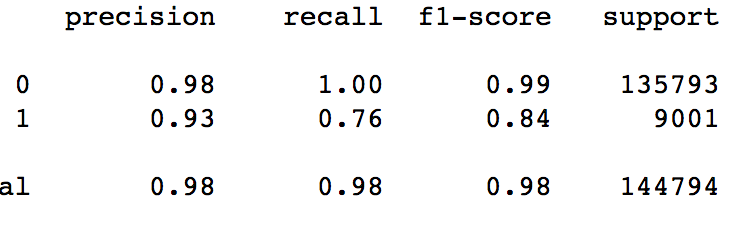 precision recall f1-score support
0 0.98 1.00 0.99 135793
1 0.93 0.76 0.84 9001
al 0.98 0.98 0.98 144794